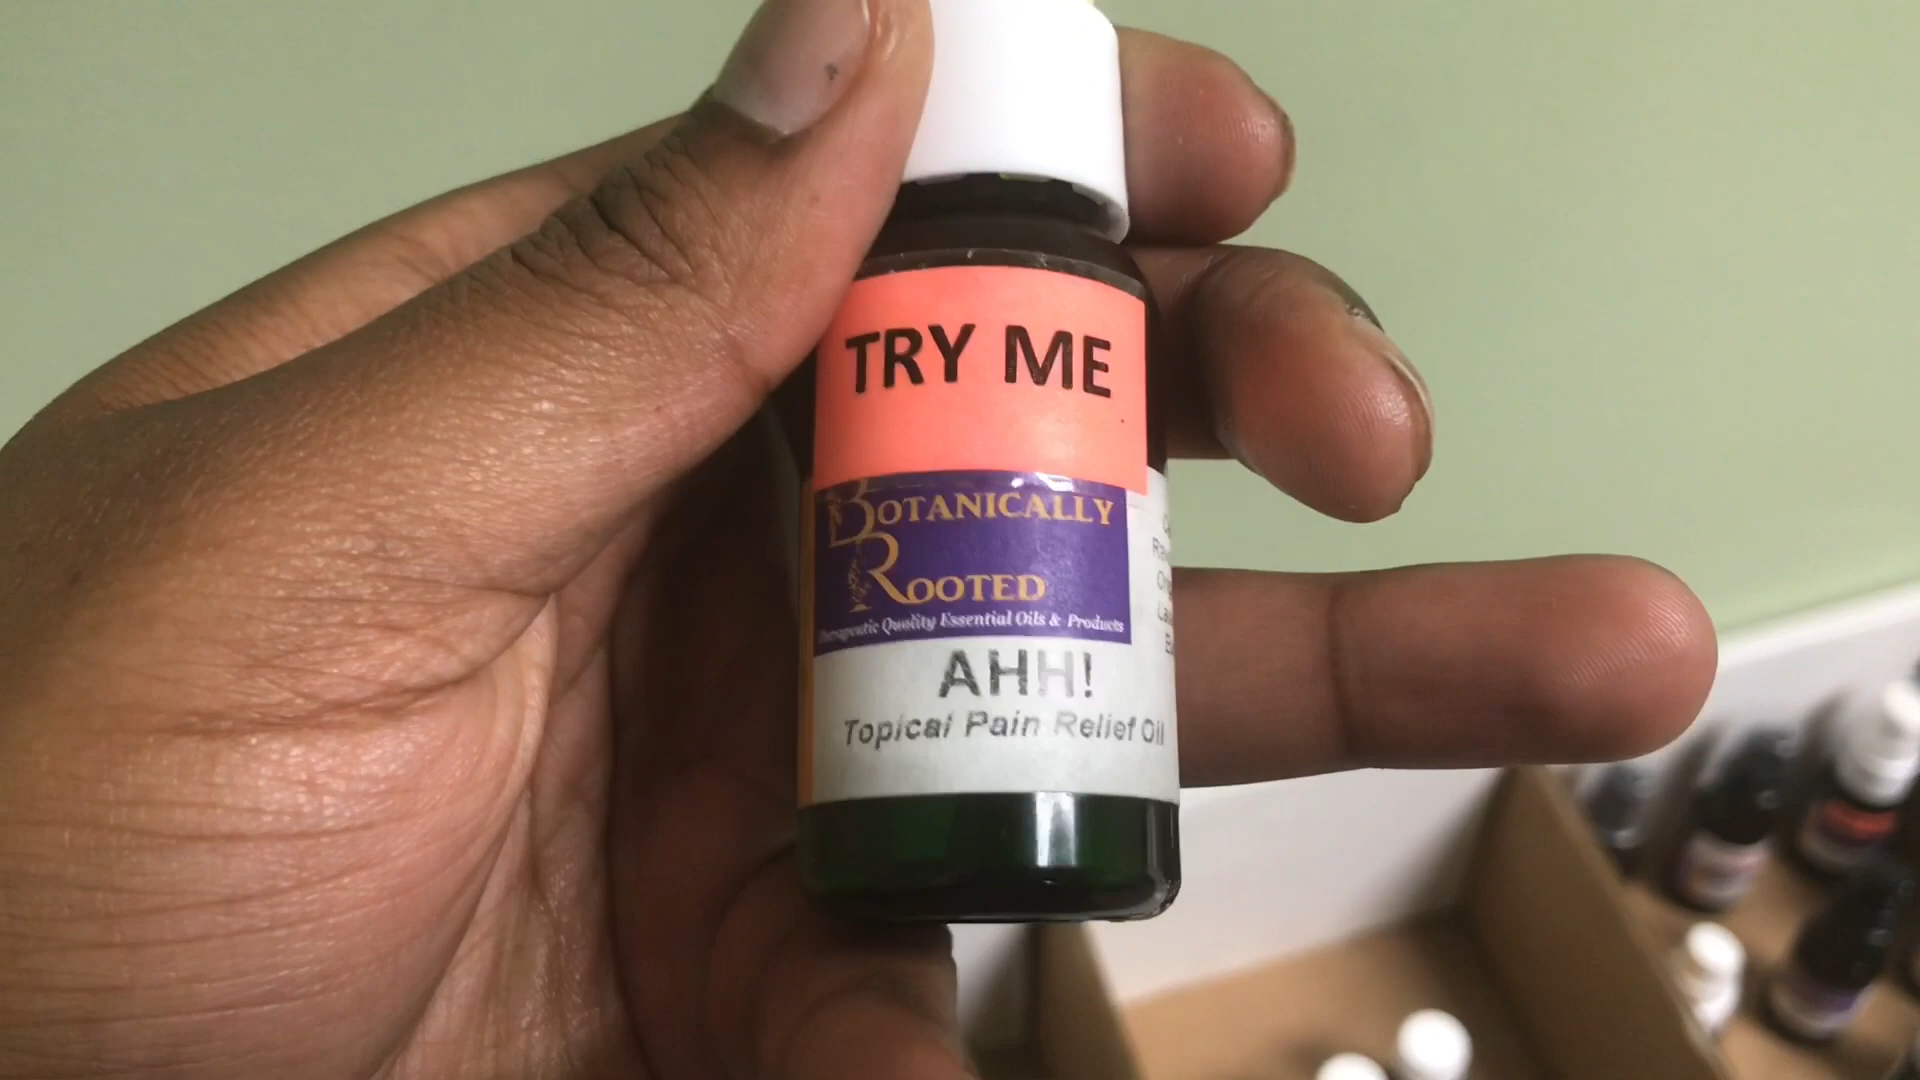 TRY ME
BOTANICALLY
ROOTED
Therapeutic Quality Essential Oils & Products
AHH!
Topical Pain Relief Oil